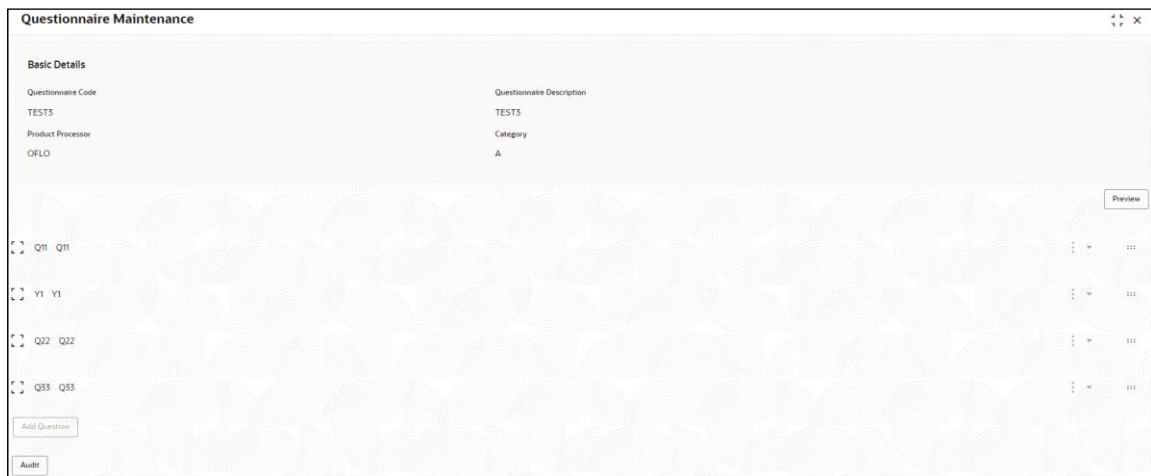 Questionnaire Maintenance
Basic Details
Questionnaire Code Questionnaire Description
TEST3 TEST3
Product Processor Category
OFLO A
Preview
Q11 Q11
Y1 Y1
Q22 Q22
Q33 Q33
Add Question
Audit